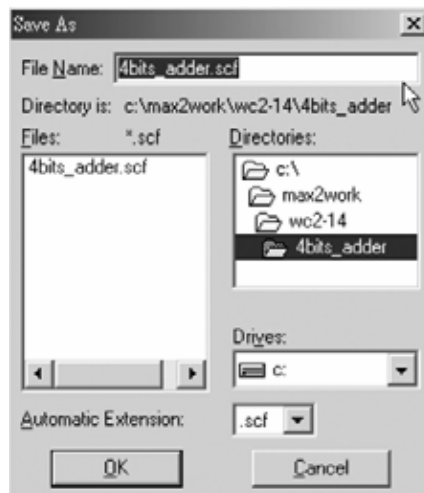 Save As
File Name: 4bits_adder.scf
Directory is: c:\max2work\wc2-14\4bits_adder
Files: *.scf
4bits_adder.scf
Directories:
c:\
max2work
wc2-14
4bits_adder
Drives:
c:
Automatic Extension: .scf
OK
Cancel